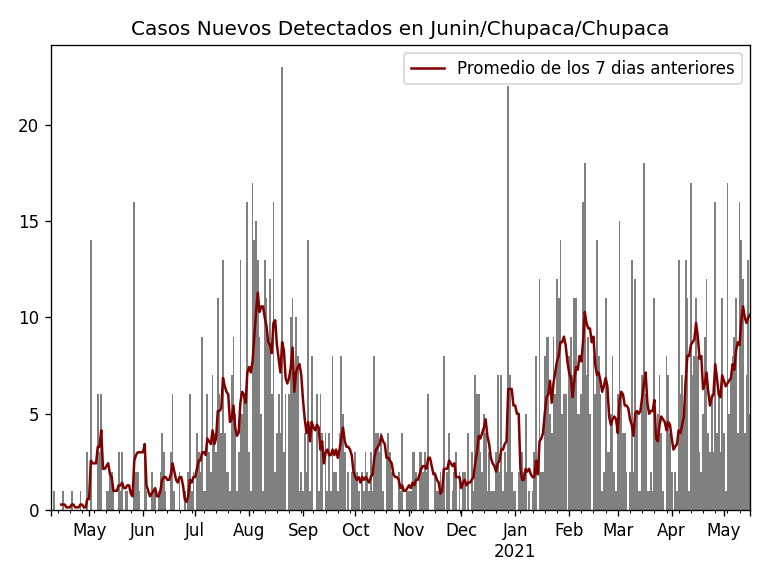 Casos Nuevos Detectados en Junin/Chupaca/Chupaca
Promedio de los 7 dias anteriores
20
15
10
5
0
May Jun Jul Aug Sep Oct Nov Dec Jan Feb Mar Apr May
2021